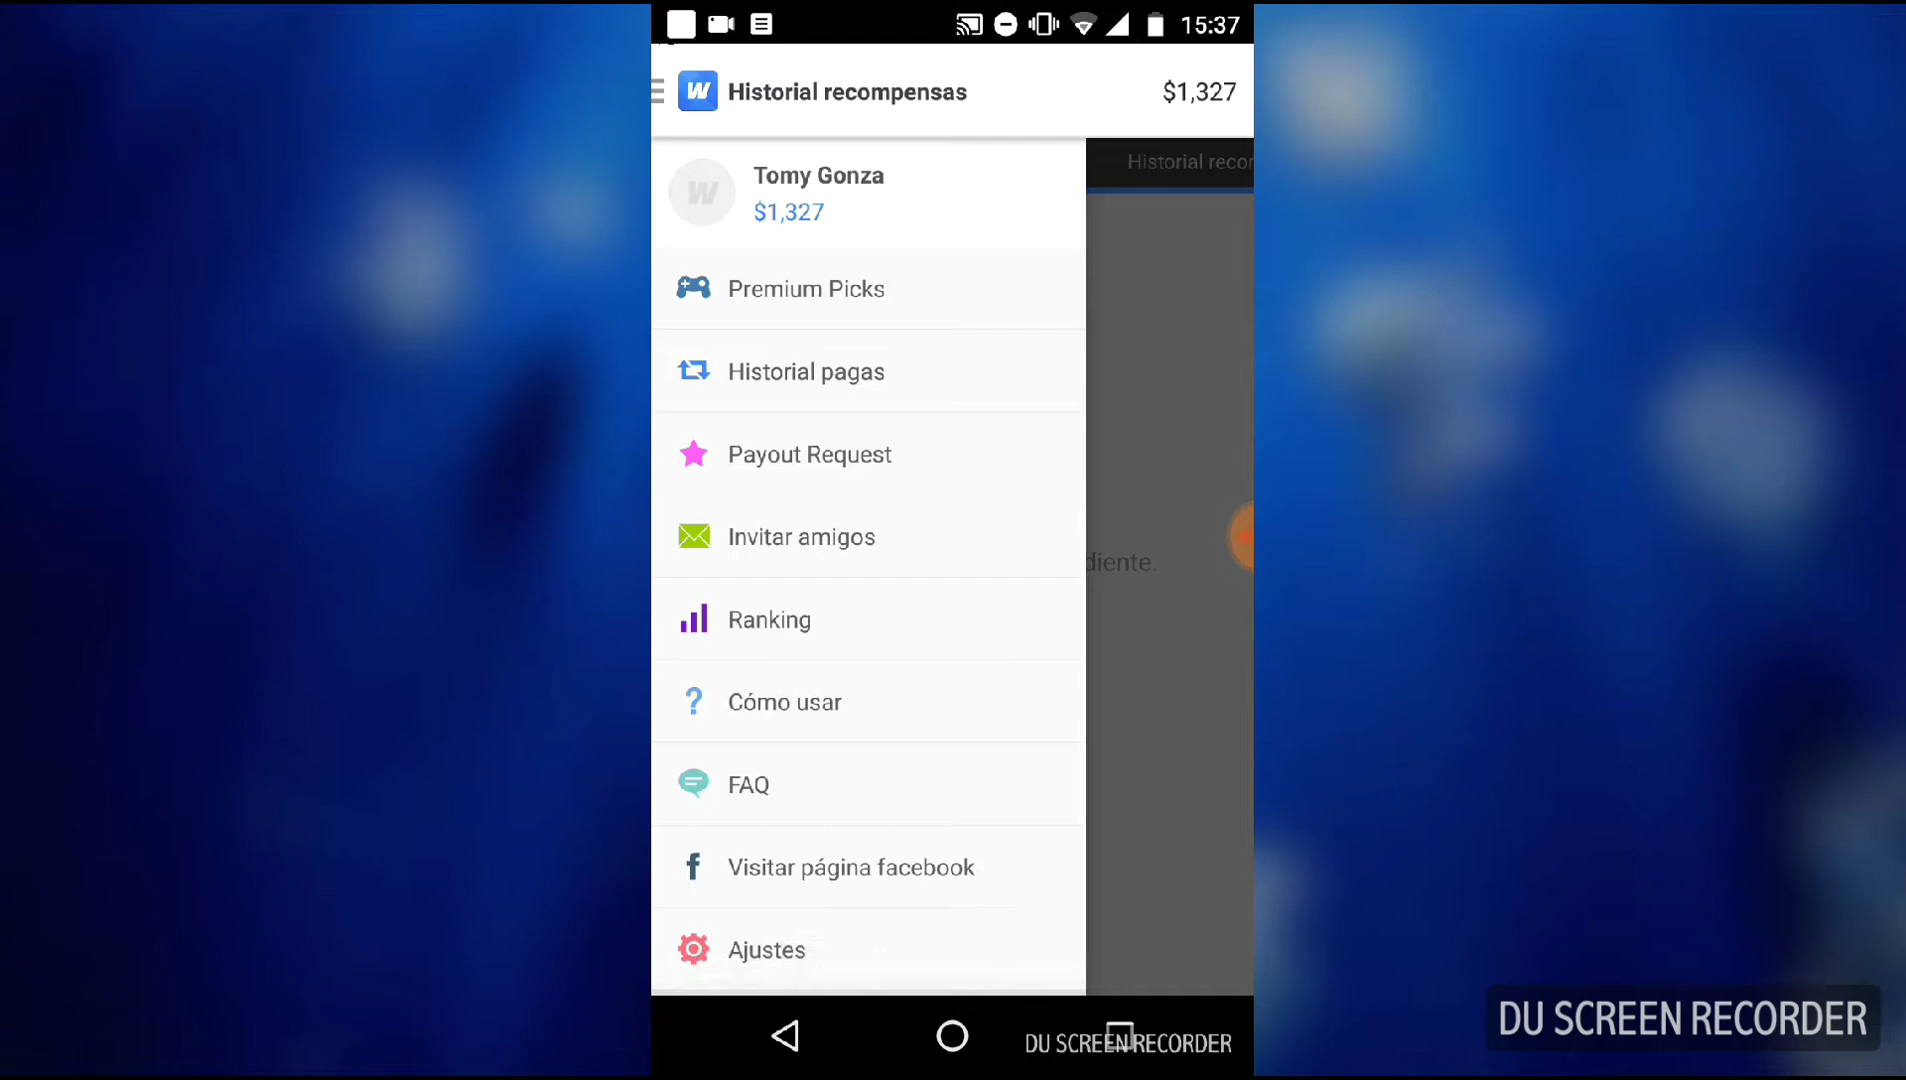 15:37
W Historial recompensas $1,327
Historial recor
W Tomy Gonza
$1,327
Premium Picks
Historial pagas
Payout Request
Invitar amigos
diente.
Ranking
Cómo usar
FAQ
Visitar página facebook
Ajustes
DU SCREEN RECORDER
DU SCREEN RECORDER